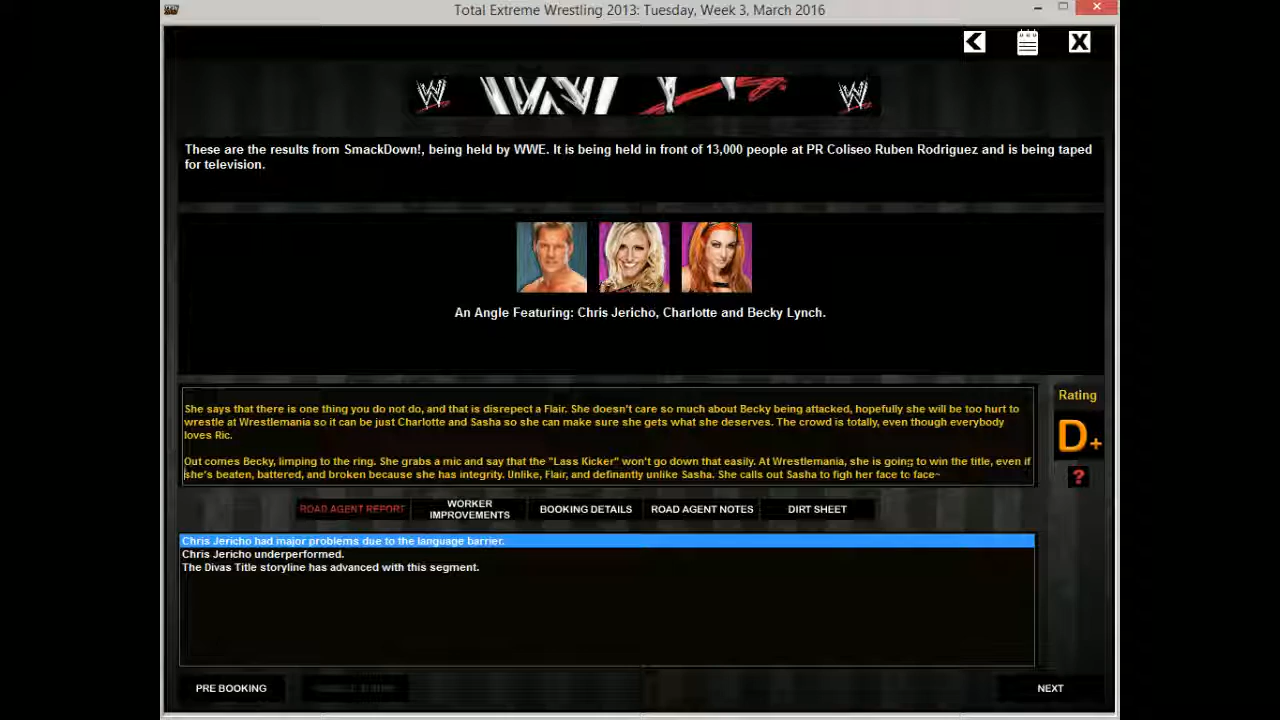 Total Extreme Wrestling 2013: Tuesday, Week 3, March 2016
These are the results from SmackDown!, being held by WWE. It is being held in front of 13,000 people at PR Coliseo Ruben Rodriguez and is being taped
for television.
An Angle Featuring: Chris Jericho, Charlotte and Becky Lynch.
She says that there is one thing you do not do, and that is disrepect a Flair. She doesn't care so much about Becky being attacked, hopefully she will be too hurt to
wrestle at Wrestlemania so it can be just Charlotte and Sasha so she can make sure she gets what she deserves. The crowd is totally, even though everybody
loves Ric.
Rating
D+
Out comes Becky, limping to the ring. She grabs a mic and say that the "Lass Kicker" won't go down that easily. At Wrestlemania, she is going to win the title, even if
she's beaten, battered, and broken because she has integrity. Unlike, Flair, and definantly unlike Sasha. She calls out Sasha to figh her face to face~
?
ROAD AGENT REPORT
WORKER
IMPROVEMENTS
BOOKING DETAILS
ROAD AGENT NOTES
DIRT SHEET
Chris Jericho had major problems due to the language barrier.
Chris Jericho underperformed.
The Divas Title storyline has advanced with this segment.
PRE BOOKING
NEXT